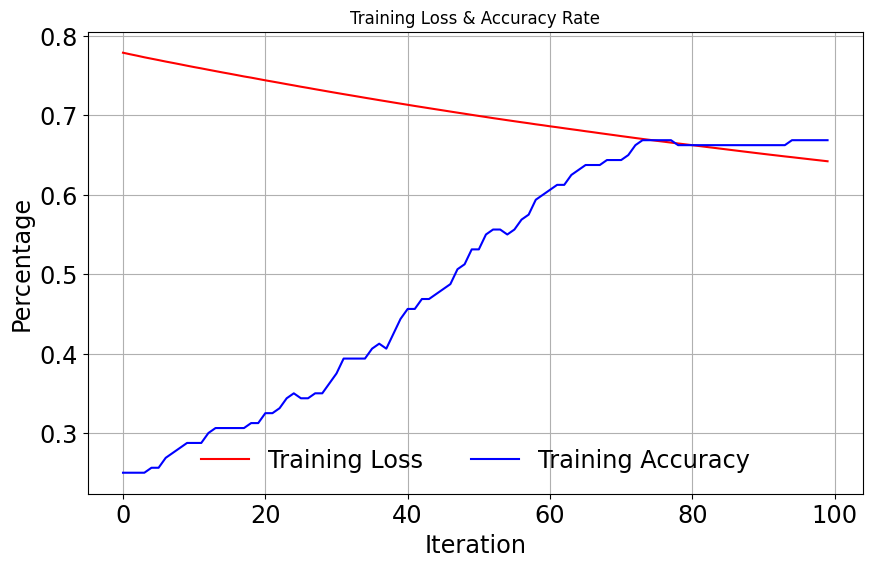 Training Loss & Accuracy Rate
0.8
0.7
0.6
0.5
0.4
0.3
Percentage
Training Loss
Training Accuracy
0 20 40 60 80 100
Iteration